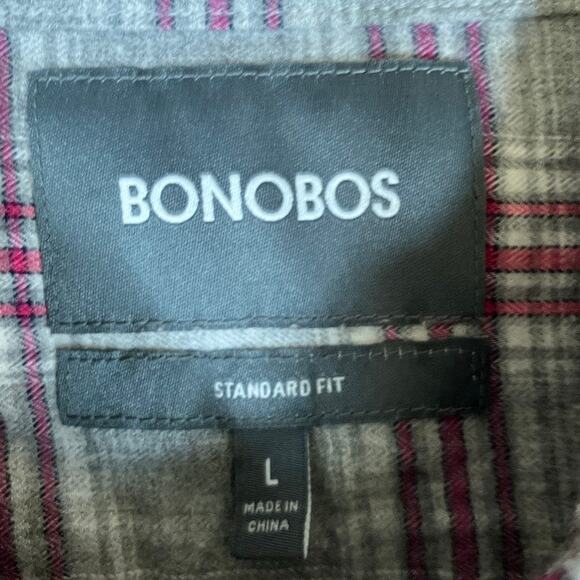 BONOBOS
STANDARD FIT
L
MADE IN
CHINA